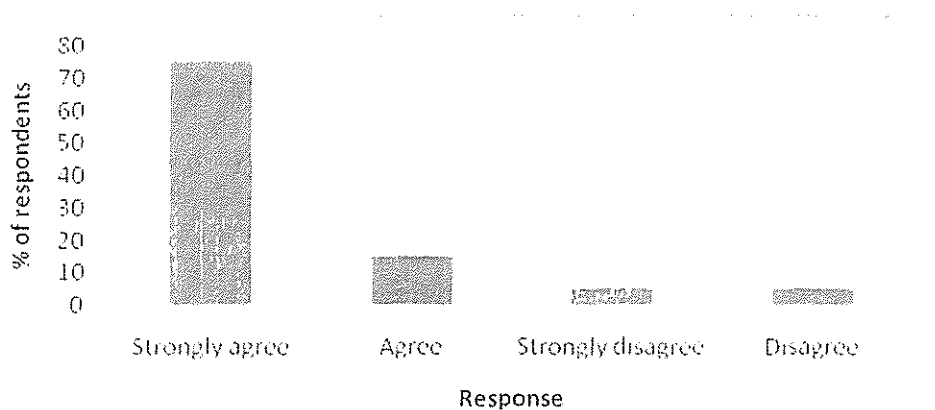 80
70
60
50
40
30
20
10
0
% of respondents
Strongly agree
Agree
Strongly disagree
Disagree
Response